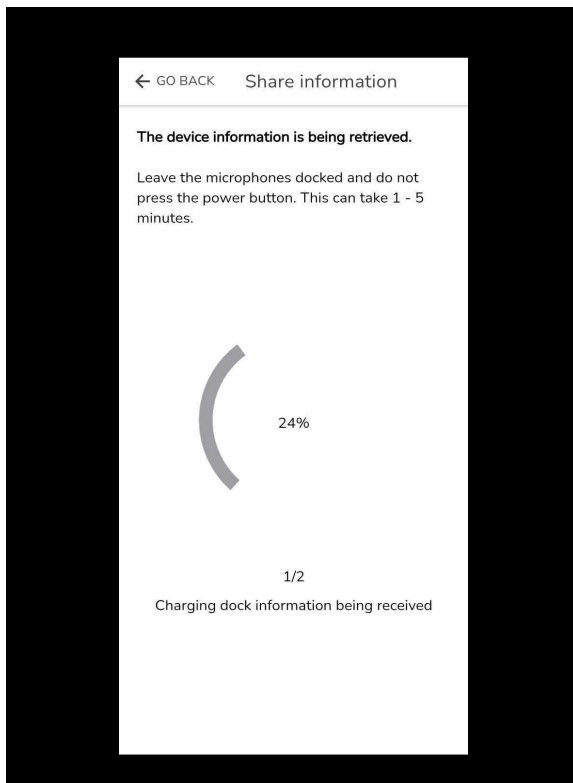 ← GO BACK Share information
The device information is being retrieved.
Leave the microphones docked and do not
press the power button. This can take 1 - 5
minutes.
24%
1/2
Charging dock information being received